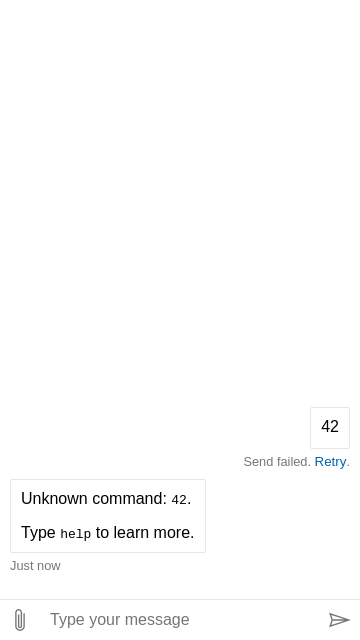 42
Send failed. Retry.
Unknown command: 42.
Type help to learn more.
Just now
Type your message